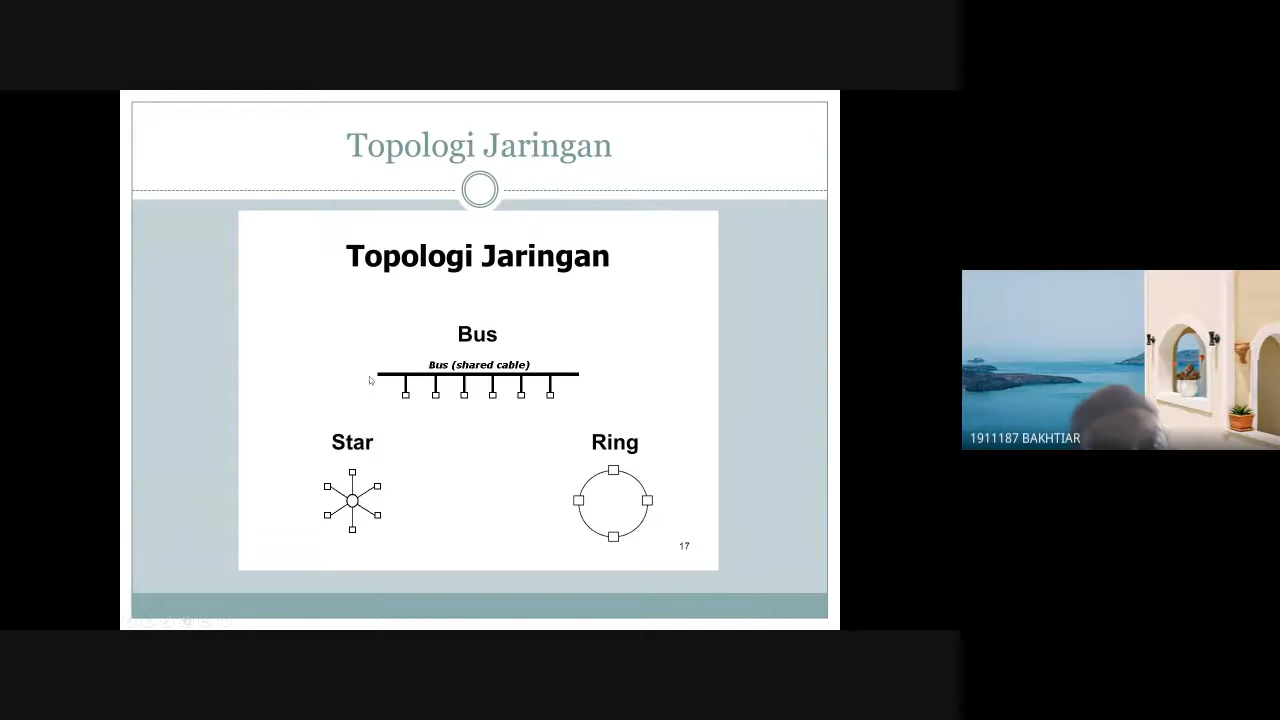 Topologi Jaringan
Topologi Jaringan
Bus
Bus (shared cable)
Star
Ring
17
1911187 BAKHTIAR